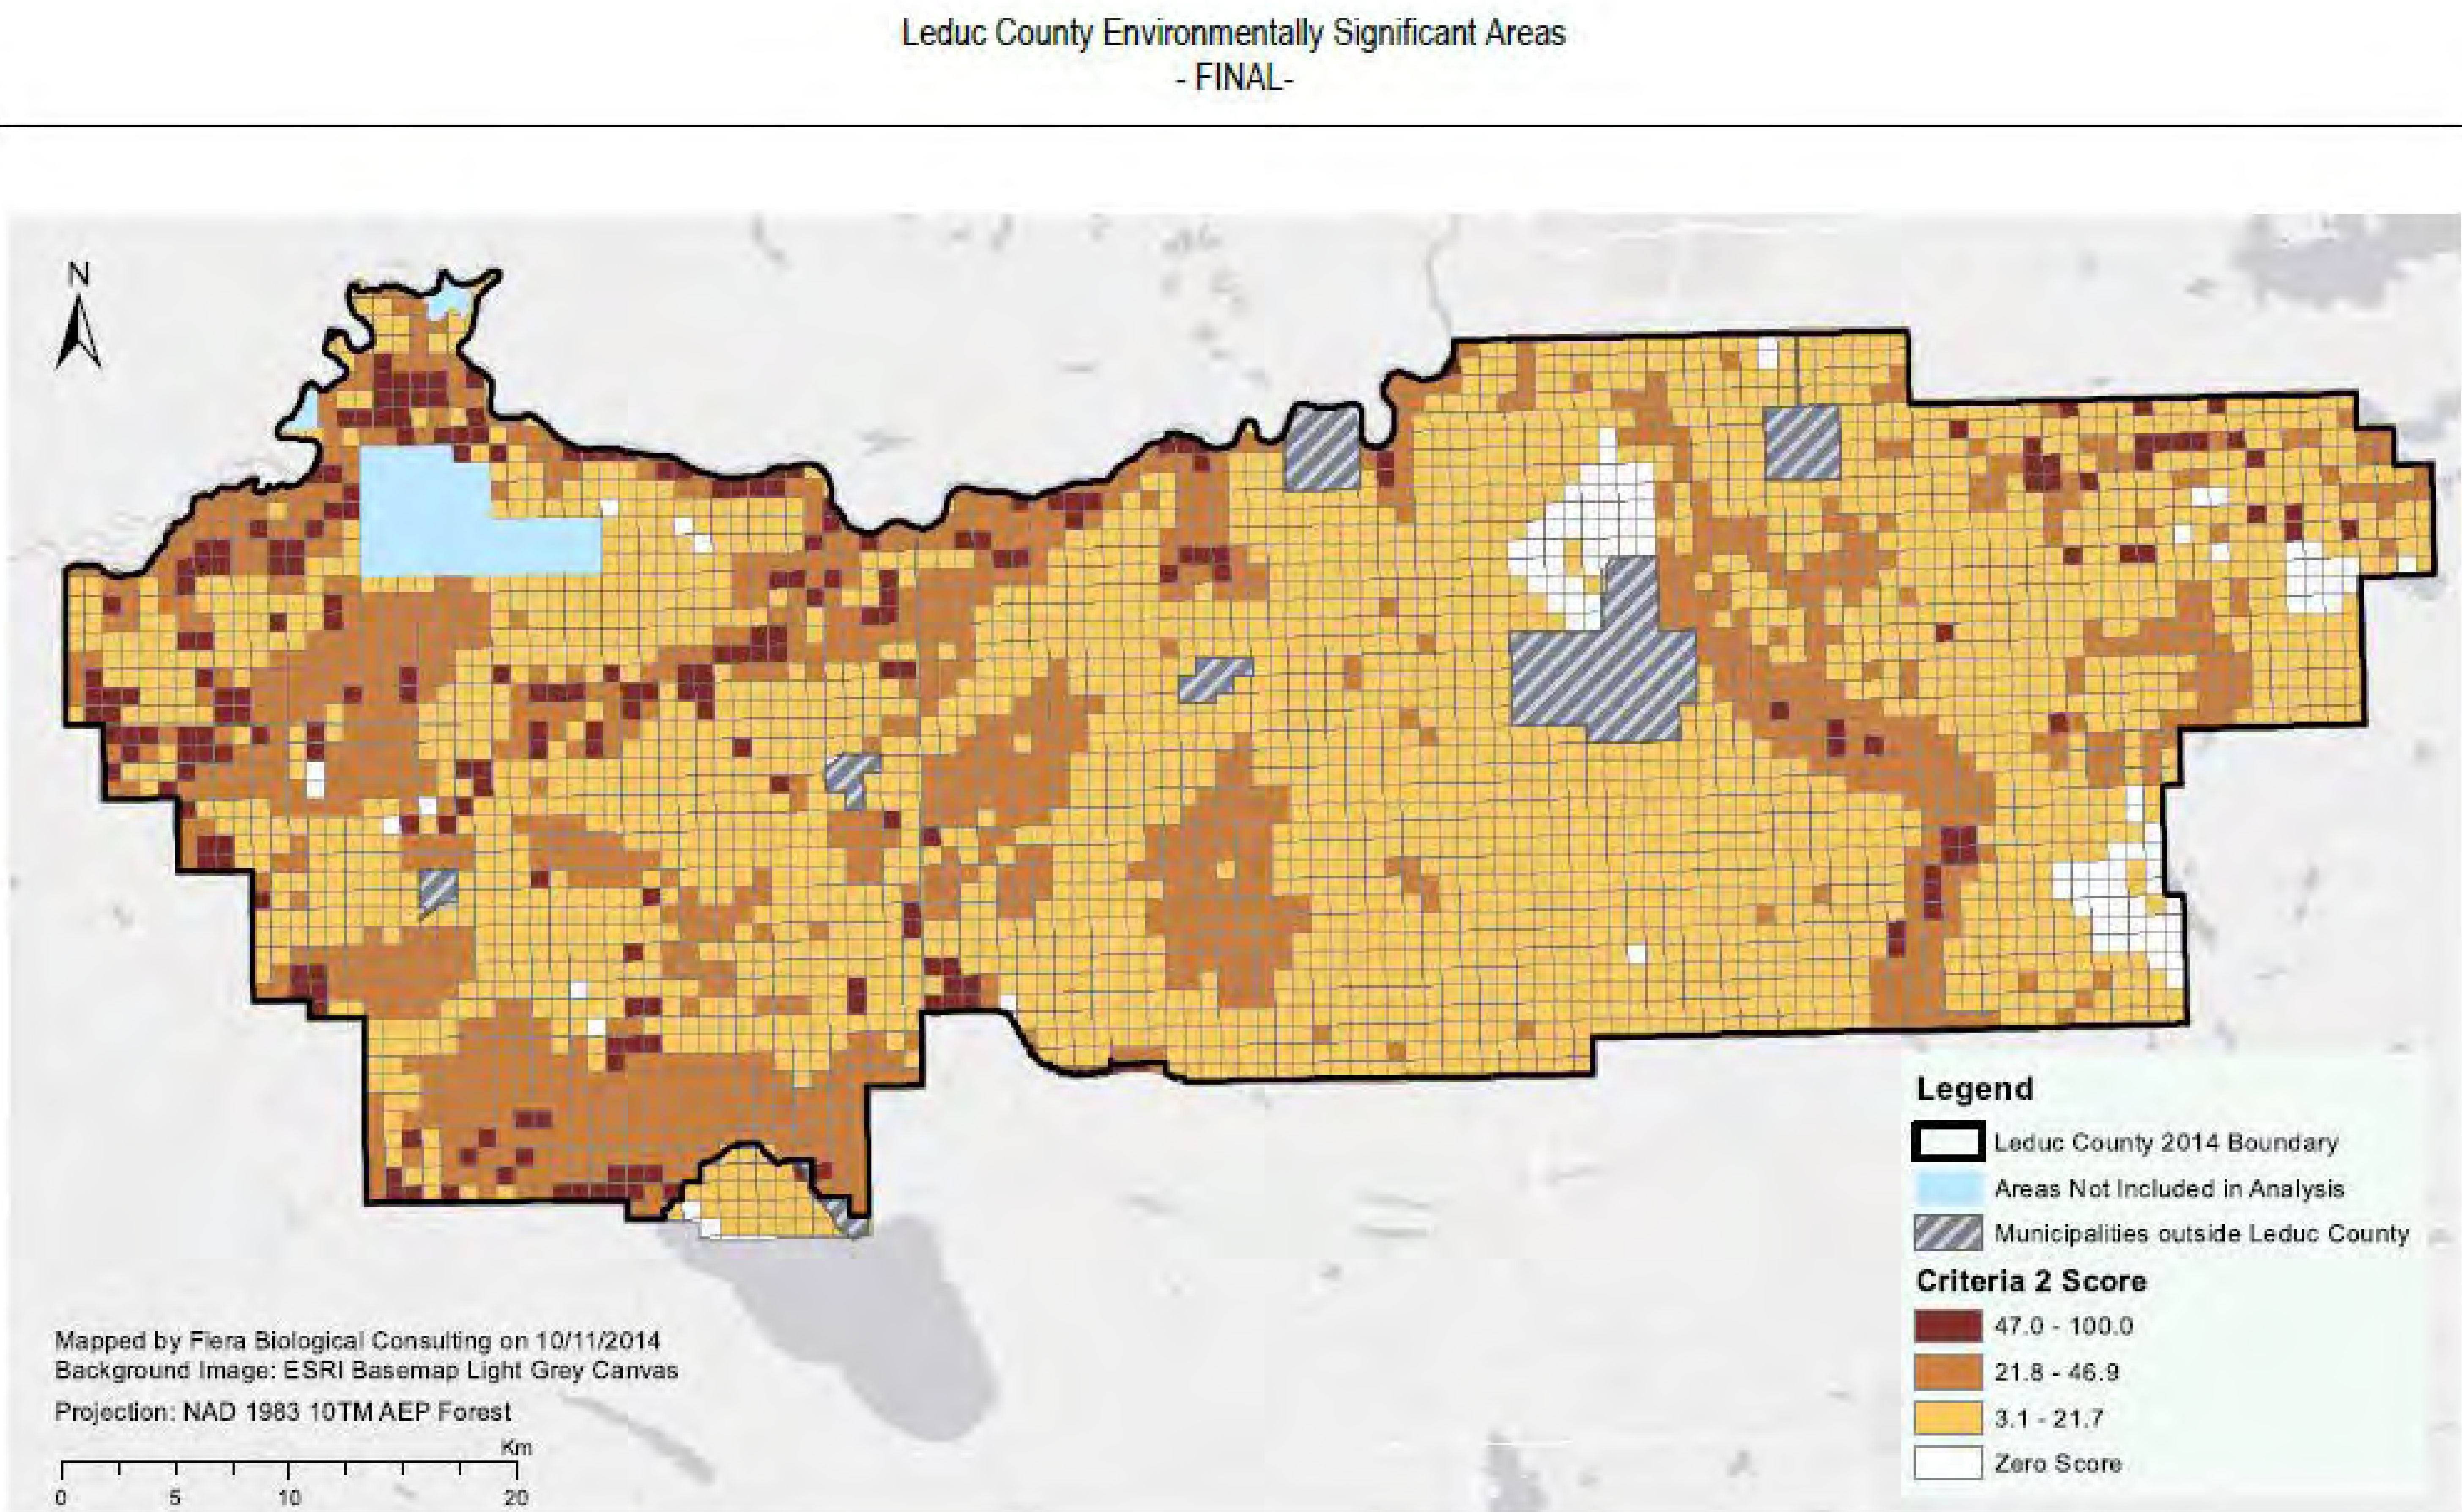 Leduc County Environmentally Significant Areas
- FINAL-
N
Legend
Leduc County 2014 Boundary
Areas Not Included in Analysis
Municipalities outside Leduc County
Criteria 2 Score
47.0 - 100.0
21.8 - 46.9
3.1 - 21.7
Zero Score
Mapped by Fiera Biological Consulting on 10/11/2014
Background Image: ESRI Basemap Light Grey Canvas
Projection: NAD 1983 10TM AEP Forest
Km
0 5 10 20